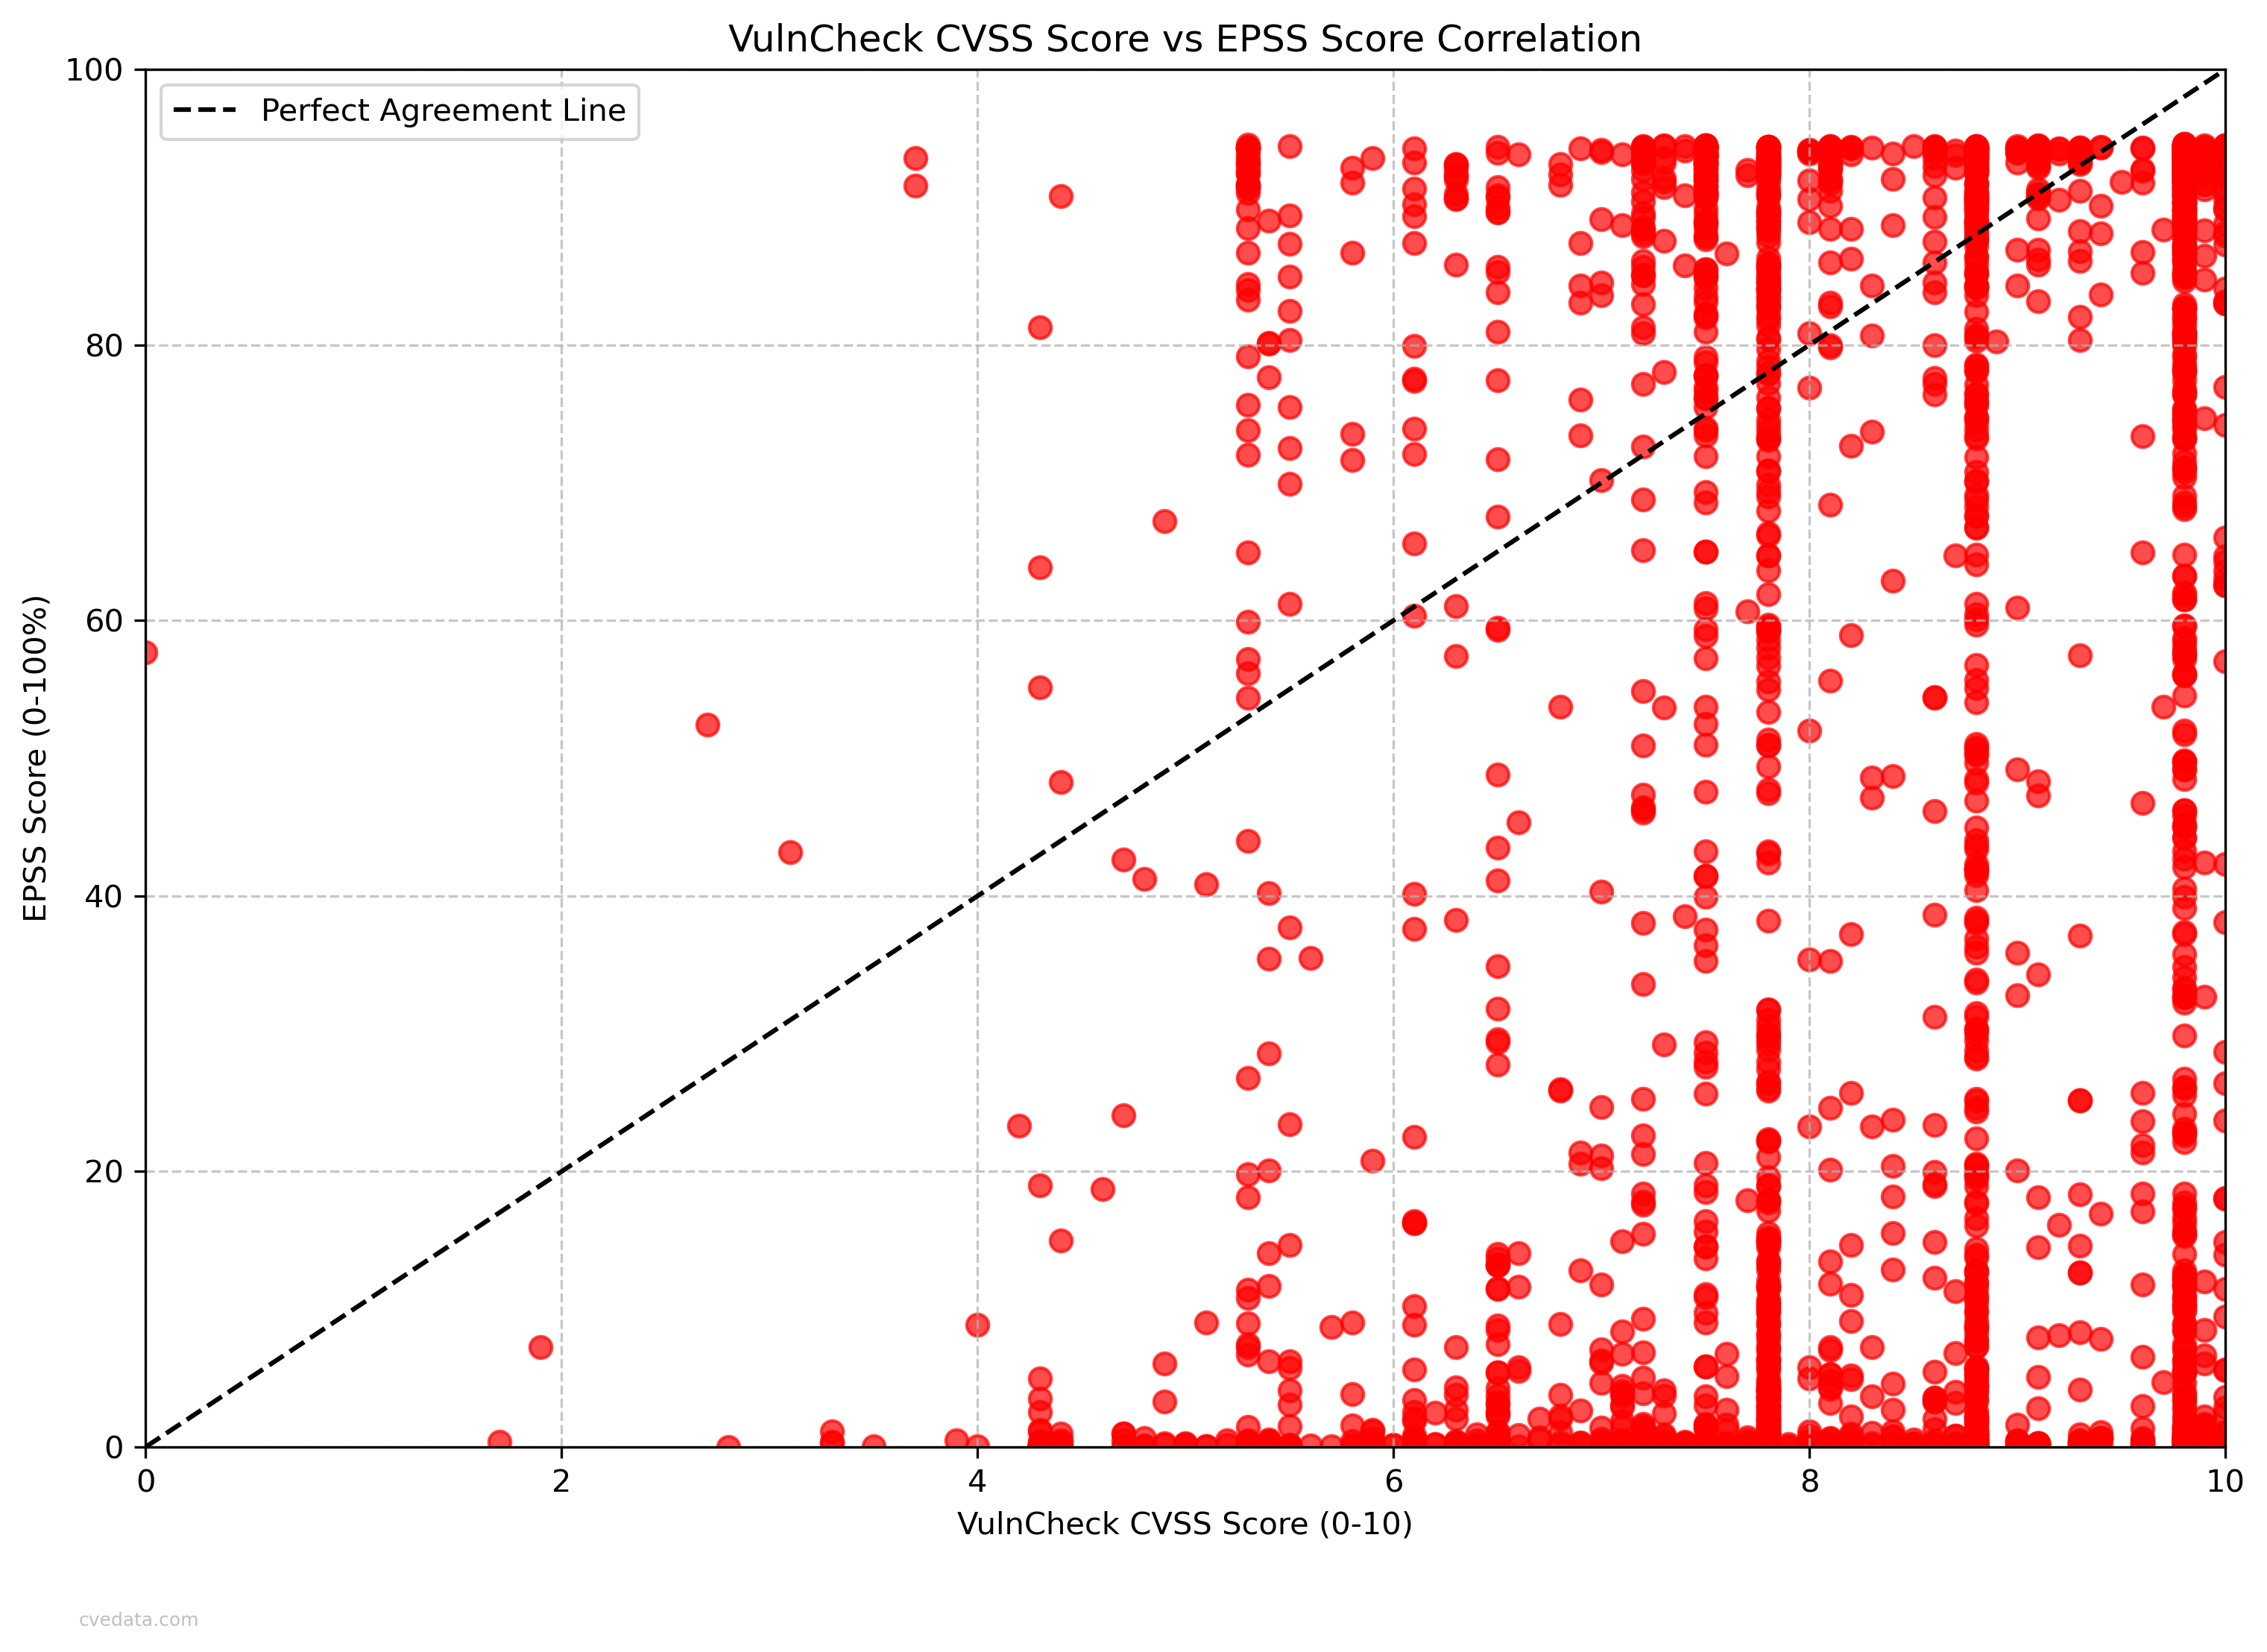 VulnCheck CVSS Score vs EPSS Score Correlation
100
80
60
40
20
0
EPSS Score (0-100%)
Perfect Agreement Line
0 2 4 6 8 10
VulnCheck CVSS Score (0-10)
cvedata.com